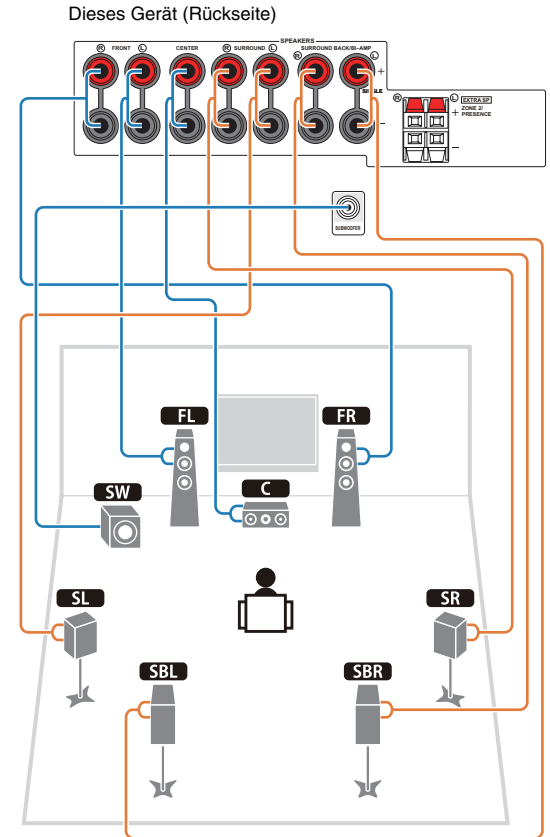 Dieses Gerät (Rückseite)
SPEAKERS
R FRONT L CENTER R SURROUND L R SURROUND BACK/BI-AMP L
+
SINGLE
–
R L EXTRA SP
+ ZONE 2/
PRESENCE
–
SUBWOOFER
FL FR
SW C
SL SR
SBL SBR